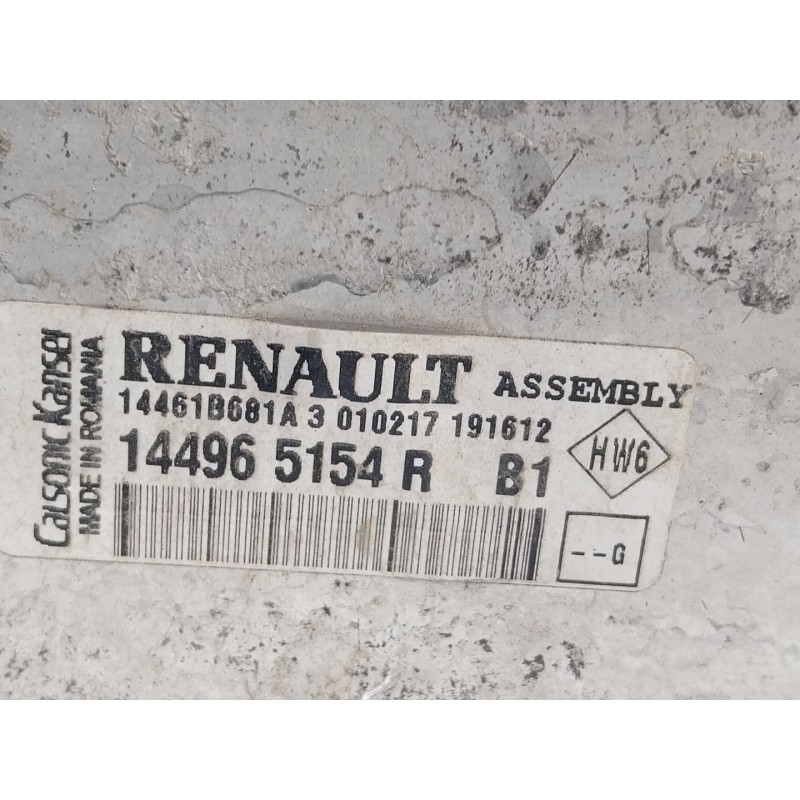 Calsonic Kansei
MADE IN ROMANIA
RENAULT ASSEMBLY
14461B681A 3 010217 191612
14496 5154 R B1
HW6
--G